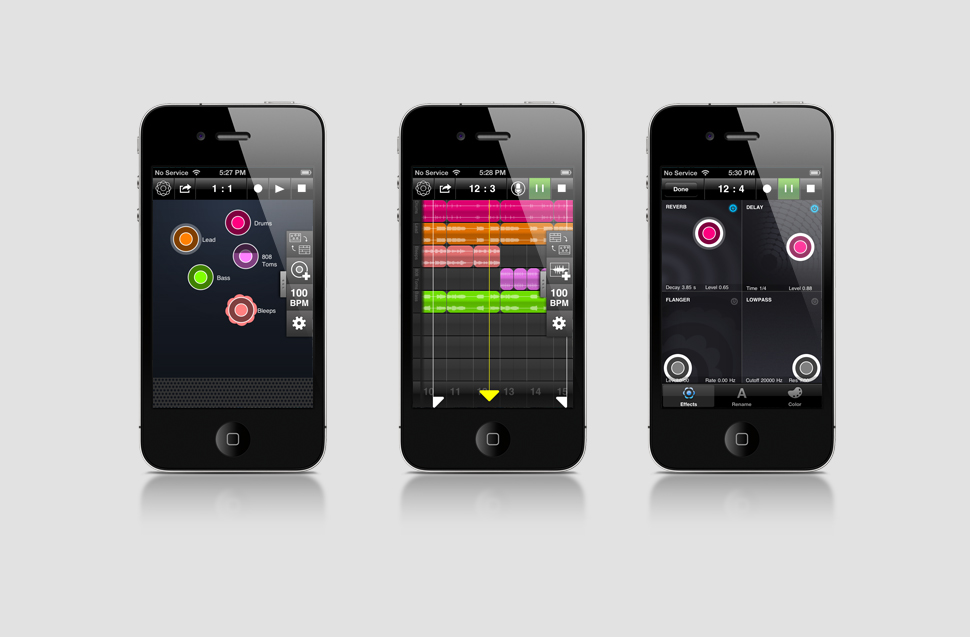 No Service 5:27 PM
1 : 1
Drums
Lead
808
Toms
Bass
Bleeps
100
BPM
No Service 5:28 PM
12 : 3
100
BPM
10 11 12 13 14 15
No Service 5:30 PM
Done 12 : 4
REVERB DELAY
Decay 3.85 s Level 0.65 Time 1/4 Level 0.88
FLANGER LOWPASS
Rate 0.00 Hz Cutoff 20000 Hz
A
Effects Rename Color